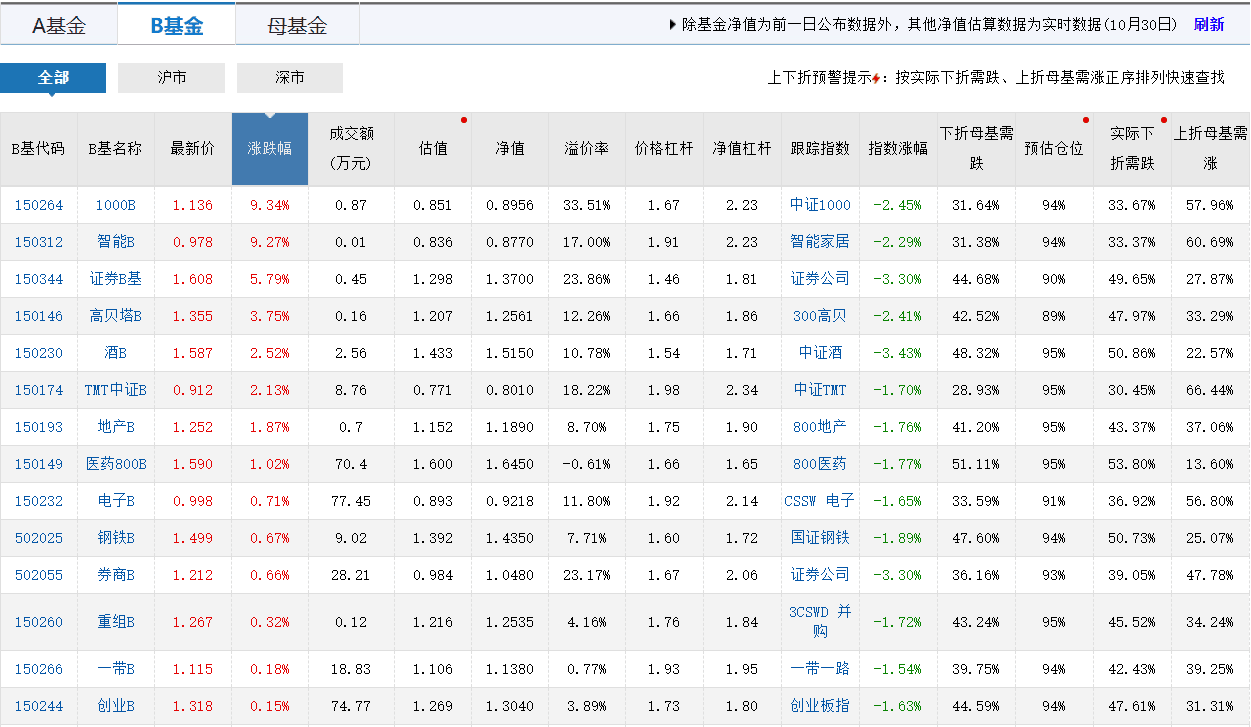 A基金 B基金 母基金 除基金净值为前一日公布数据外，其他净值估算数据为实时数据(10月30日) 刷新
全部 沪市 深市 上下折预警提示：按实际下折需跌、上折母基需涨正序排列快速查找
B基代码 B基名称 最新价 涨跌幅 成交额(万元) 估值 净值 溢价率 价格杠杆 净值杠杆 跟踪指数 指数涨幅 下折母基需跌 预估仓位 实际下折需跌 上折母基需涨
150264 1000B 1.136 9.34% 0.87 0.851 0.8956 33.51% 1.67 2.23 中证1000 -2.45% 31.64% 94% 33.67% 57.96%
150312 智能B 0.978 9.27% 0.01 0.836 0.8770 17.00% 1.91 2.23 智能家居 -2.29% 31.38% 94% 33.37% 60.69%
150344 证券B基 1.608 5.79% 0.45 1.298 1.3700 23.86% 1.46 1.81 证券公司 -3.30% 44.68% 90% 49.65% 27.87%
150146 高贝塔B 1.355 3.75% 0.16 1.207 1.2561 12.26% 1.66 1.86 300高贝 -2.41% 42.52% 89% 47.97% 33.29%
150230 酒B 1.587 2.52% 2.56 1.433 1.5150 10.78% 1.54 1.71 中证酒 -3.43% 48.32% 95% 50.86% 22.57%
150174 TMT中证B 0.912 2.13% 8.76 0.771 0.8010 18.22% 1.98 2.34 中证TMT -1.70% 28.93% 95% 30.45% 66.44%
150193 地产B 1.252 1.87% 0.7 1.152 1.1890 8.70% 1.75 1.90 800地产 -1.76% 41.20% 95% 43.37% 37.06%
150149 医药800B 1.590 1.02% 70.4 1.600 1.6450 -0.61% 1.66 1.65 800医药 -1.77% 51.11% 95% 53.80% 13.60%
150232 电子B 0.998 0.71% 77.45 0.893 0.9218 11.80% 1.92 2.14 CSSW 电子 -1.65% 33.59% 91% 36.92% 56.80%
502025 钢铁B 1.499 0.67% 9.02 1.392 1.4350 7.71% 1.60 1.72 国证钢铁 -1.89% 47.60% 94% 50.73% 25.07%
502055 券商B 1.212 0.66% 28.21 0.984 1.0480 23.17% 1.67 2.06 证券公司 -3.30% 36.16% 93% 39.05% 47.78%
150260 重组B 1.267 0.32% 0.12 1.216 1.2535 4.16% 1.76 1.84 3CSWD 并购 -1.72% 43.24% 95% 45.52% 34.24%
150266 一带B 1.115 0.18% 18.83 1.106 1.1380 0.77% 1.93 1.95 一带一路 -1.54% 39.75% 94% 42.43% 39.25%
150244 创业B 1.318 0.15% 74.77 1.269 1.3040 3.89% 1.73 1.80 创业板指 -1.63% 44.59% 94% 47.61% 31.31%